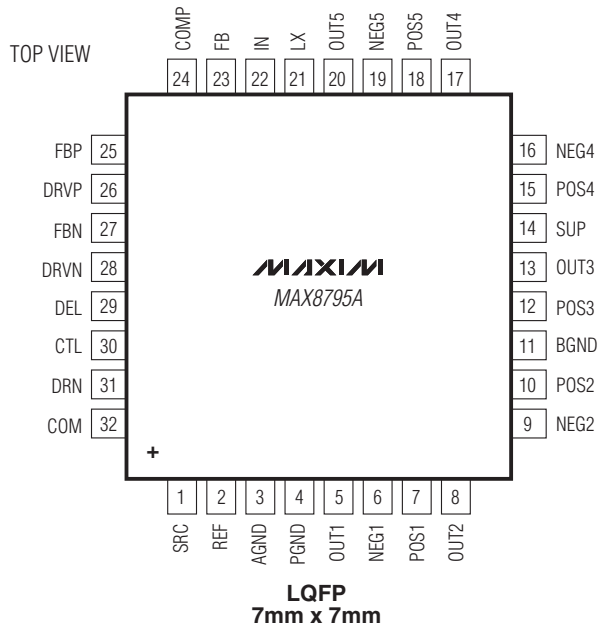 TOP VIEW
COMP
FB
IN
LX
OUT5
NEG5
POS5
OUT4
24 23 22 21 20 19 18 17
FBP 25
DRVP 26
FBN 27
DRVN 28
DEL 29
CTL 30
DRN 31
COM 32
16 NEG4
15 POS4
14 SUP
13 OUT3
12 POS3
11 BGND
10 POS2
9 NEG2
MAXIM
MAX8795A
+
1 2 3 4 5 6 7 8
SRC
REF
AGND
PGND
OUT1
NEG1
POS1
OUT2
LQFP
7mm x 7mm